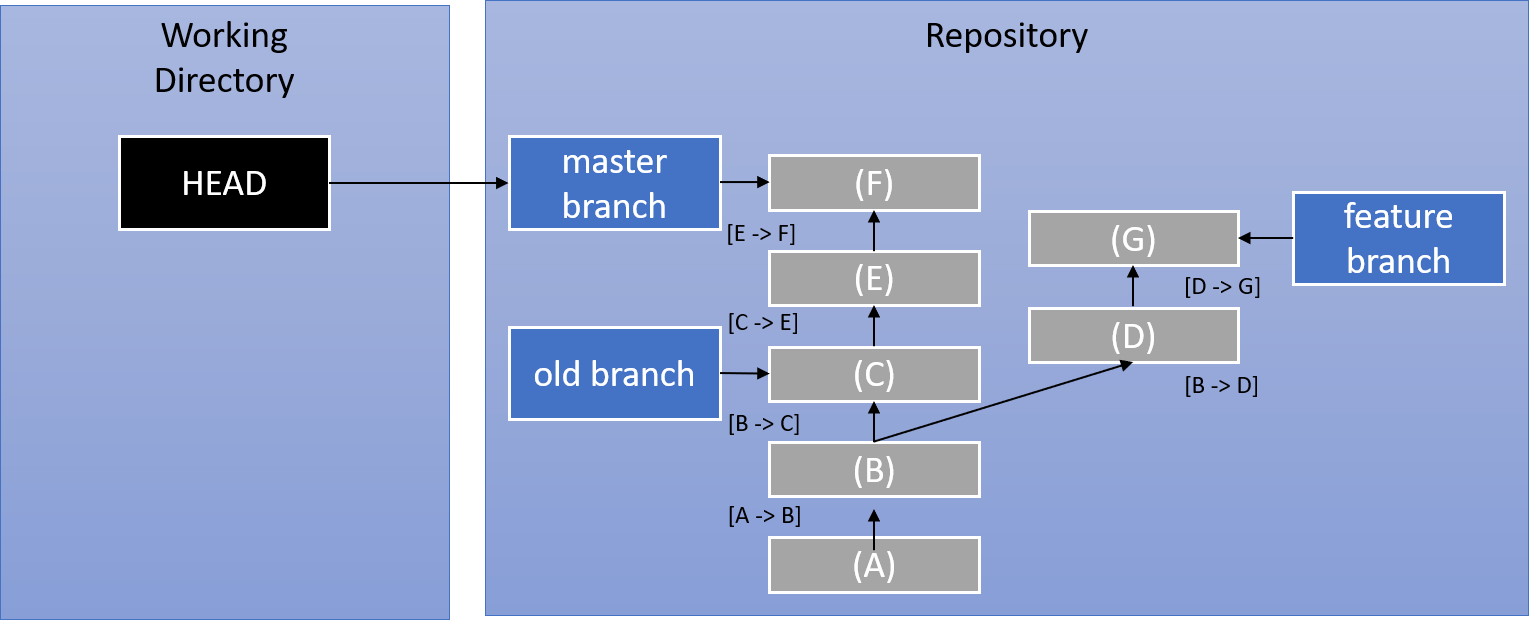 Working
Directory
HEAD
Repository
master
branch
(F)
[E -> F]
(E)
[C -> E]
old branch
(C)
[B -> C]
(B)
[A -> B]
(A)
(G)
feature
branch
[D -> G]
(D)
[B -> D]